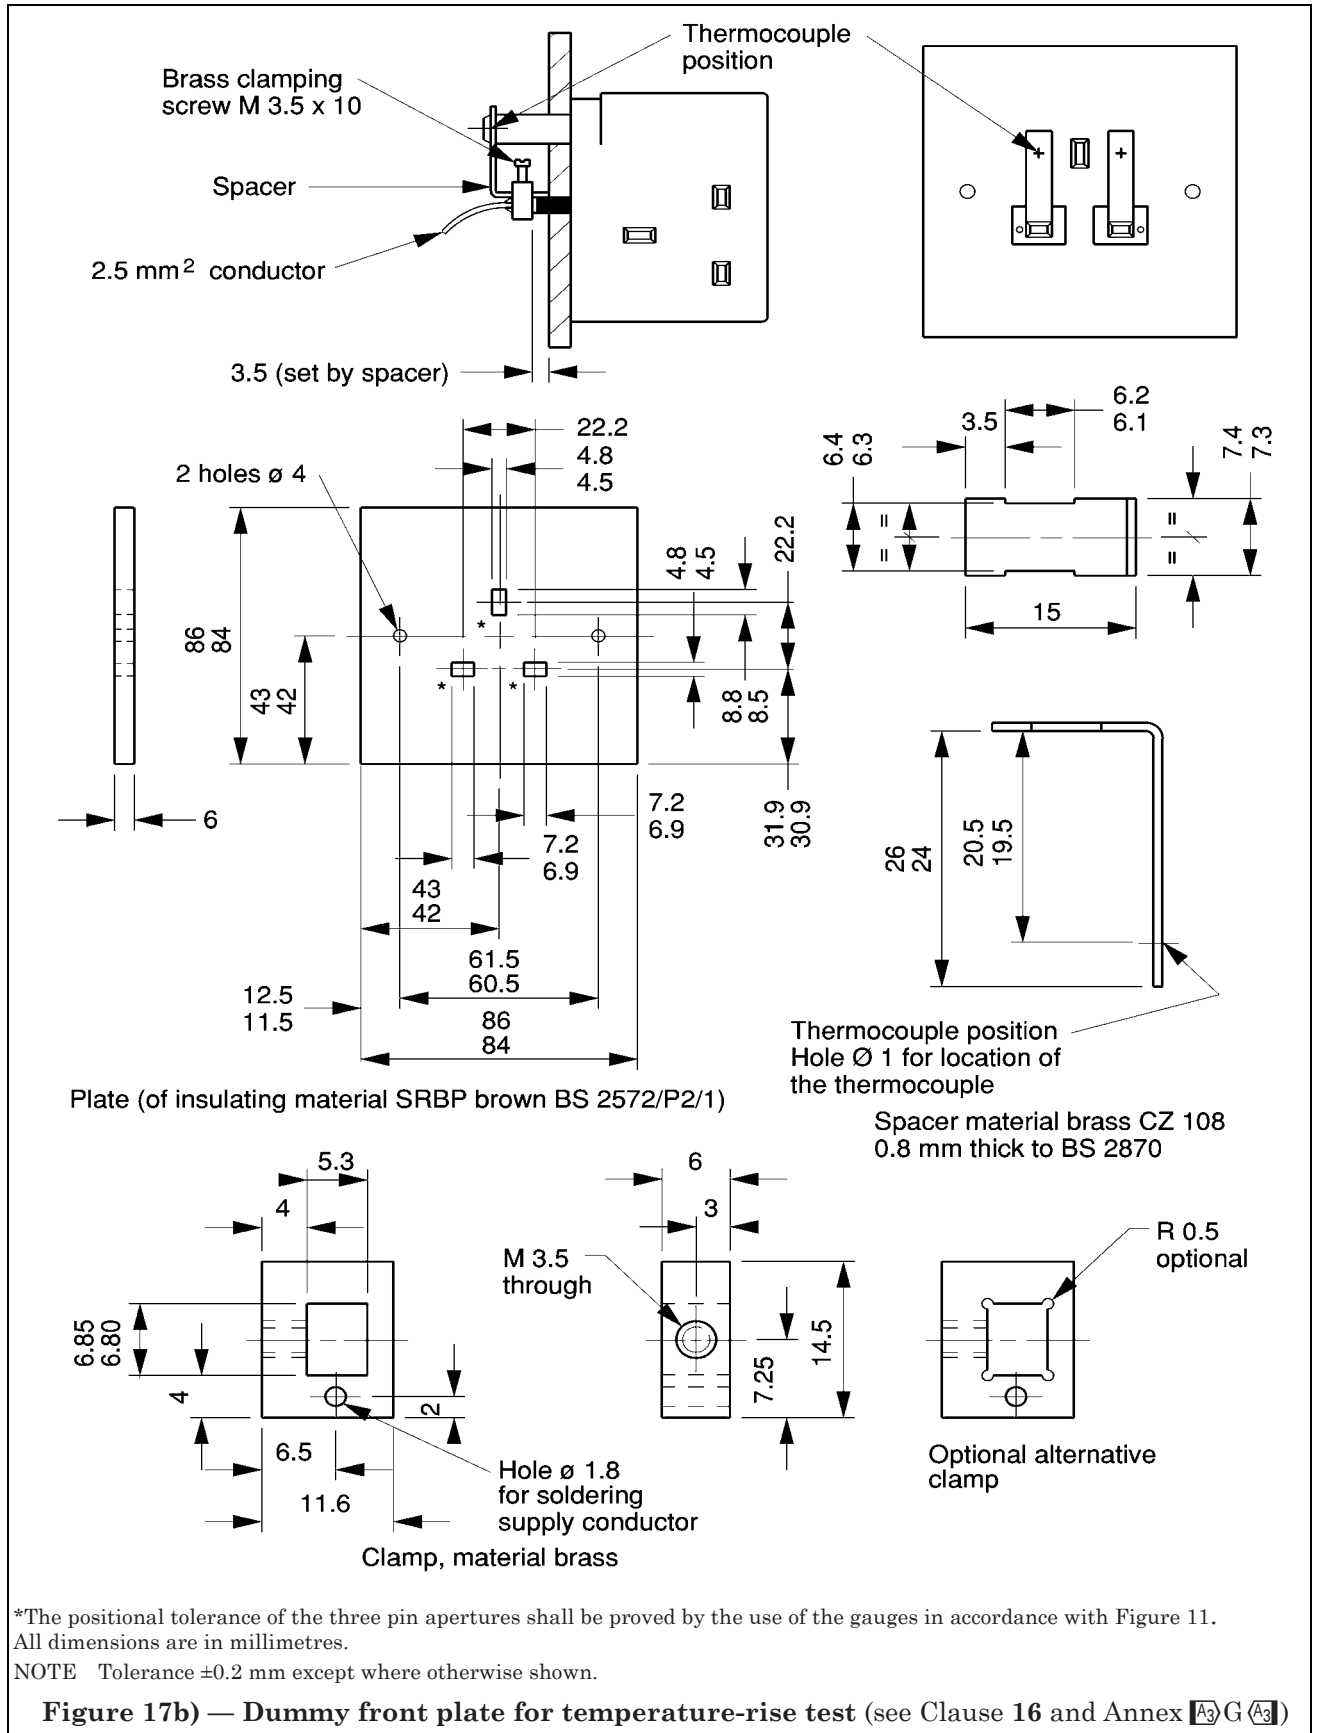 Thermocouple
position
Brass clamping
screw M 3.5 x 10
Spacer
2.5 mm2 conductor
3.5 (set by spacer)
22.2
4.8
4.5
2 holes ø 4
4.8
4.5
22.2
86
84
43
42
8.8
8.5
6
7.2
6.9
7.2
6.9
31.9
30.9
43
42
61.5
60.5
12.5
11.5
86
84
Plate (of insulating material SRBP brown BS 2572/P2/1)
6.2
6.1
3.5
6.4
6.3
7.4
7.3
=
=
=
=
15
26
24
20.5
19.5
Thermocouple position
Hole Ø 1 for location of
the thermocouple
Spacer material brass CZ 108
0.8 mm thick to BS 2870
5.3
4
6.85
6.80
4
2
6.5
11.6
Hole ø 1.8
for soldering
supply conductor
Clamp, material brass
6
3
M 3.5
through
14.5
7.25
R 0.5
optional
Optional alternative
clamp
*The positional tolerance of the three pin apertures shall be proved by the use of the gauges in accordance with Figure 11.
All dimensions are in millimetres.
NOTE Tolerance ±0.2 mm except where otherwise shown.
Figure 17b) — Dummy front plate for temperature-rise test (see Clause 16 and Annex A3 G A3)